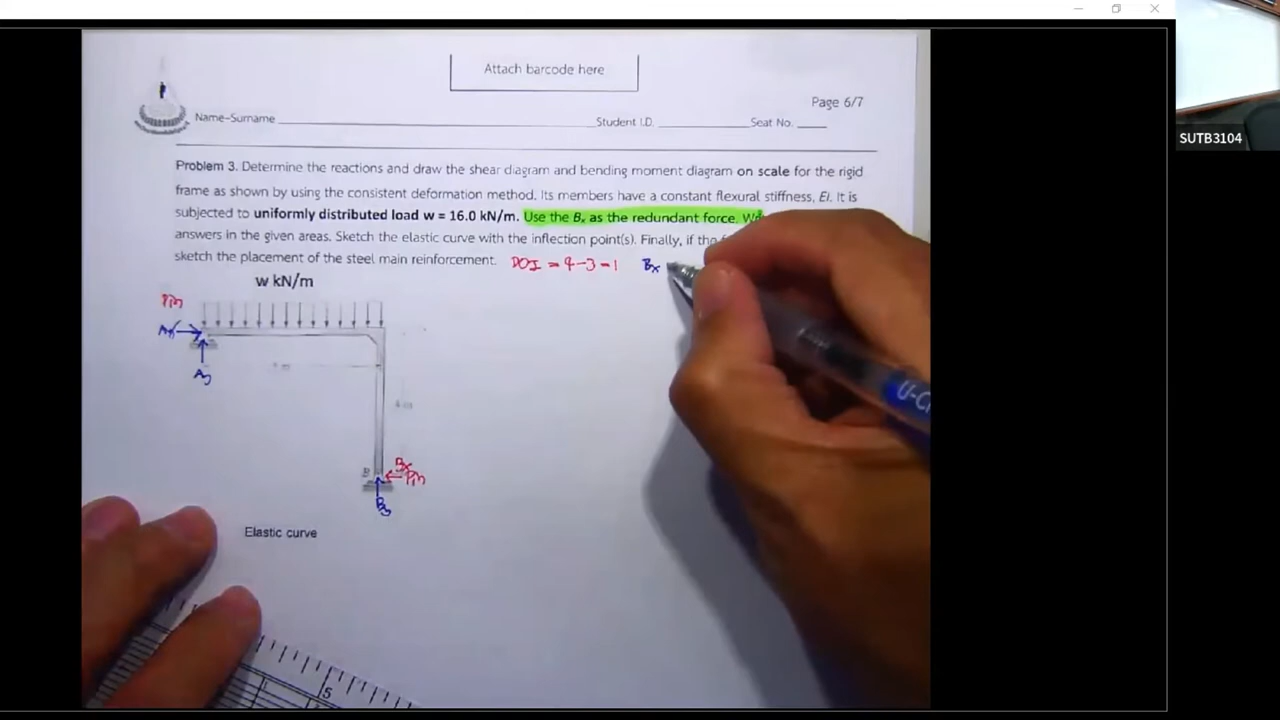 Attach barcode here
Page 6/7
Name-Surname Student I.D. Seat No.
Problem 3. Determine the reactions and draw the shear diagram and bending moment diagram on scale for the rigid
frame as shown by using the consistent deformation method. Its members have a constant flexural stiffness, EI. It is
subjected to uniformly distributed load w = 16.0 kN/m. Use the Bx as the redundant force.
answers in the given areas. Sketch the elastic curve with the inflection point(s). Finally, if the
sketch the placement of the steel main reinforcement. DOI = 4-3=1 Bx
w kN/m
Pin
Ax
Ay
4 m
B
Bx
Pin
By
Elastic curve
5
U-C
SUTB3104